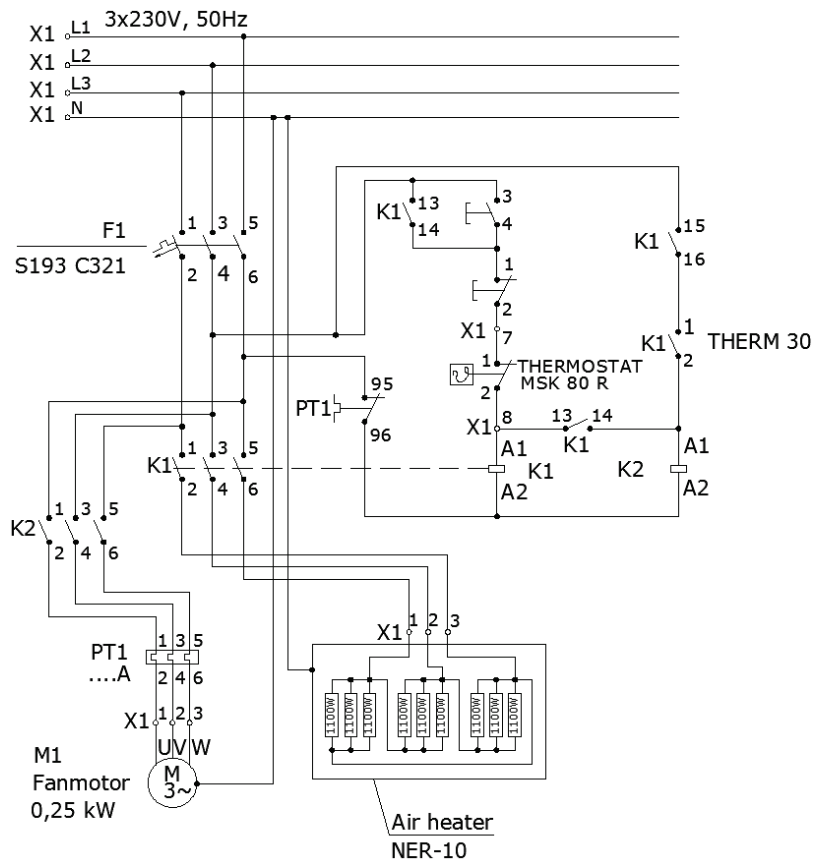 3x230V, 50Hz
X1 L1
X1 L2
X1 L3
X1 N
F1
S193 C321
1 3 5
2 4 6
K1 13
14
3
4
1
2
X1 7
1 THERMOSTAT
MSK 80 R
2
X1 8
13 14
K1
15
K1
16
1
K1 THERM 30
2
95
PT1
96
A1
K1
A2
A1
K2
A2
1 3 5
K1
2 4 6
1 3 5
K2
2 4 6
PT1 1 3 5
....A 2 4 6
X1 1 2 3
U V W
M1
Fanmotor
0,25 kW
M
3~
X1 1 2 3
1100W 1100W 1100W 1100W 1100W 1100W 1100W 1100W 1100W
Air heater
NER-10